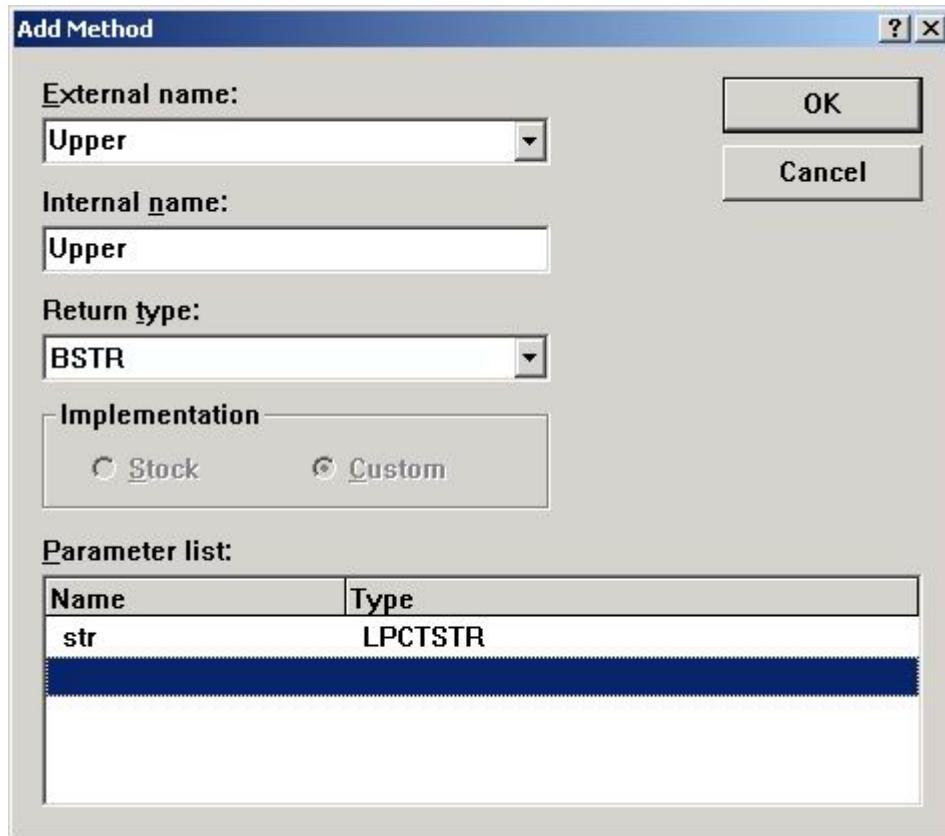 Add Method
External name:
OK
Upper
Cancel
Internal name:
Upper
Return type:
BSTR
Implementation
Stock Custom
Parameter list:
Name Type
str LPCTSTR